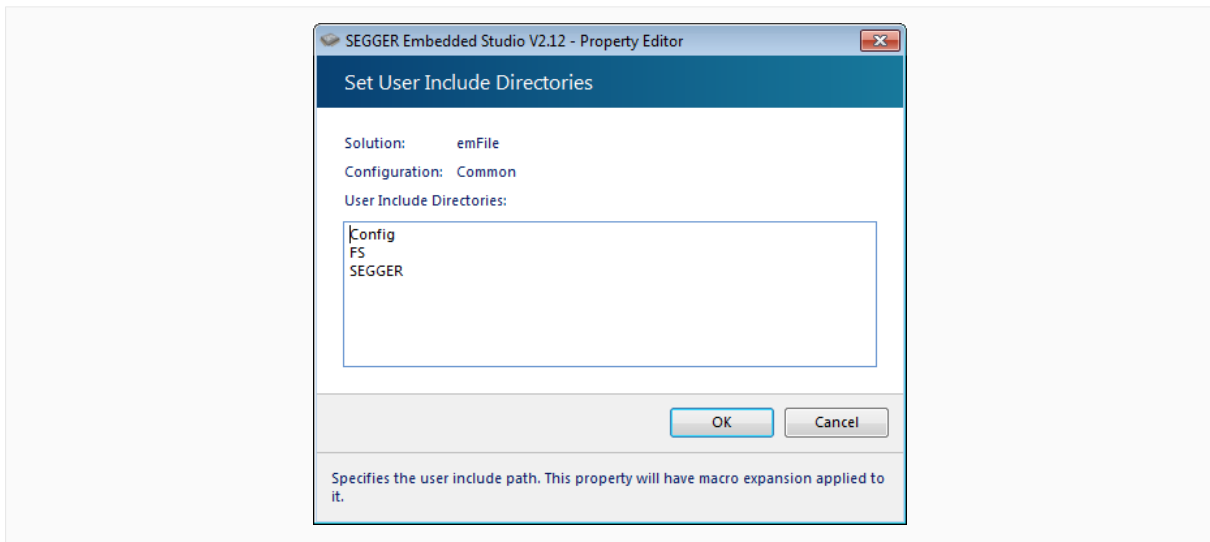 SEGGER Embedded Studio V2.12 - Property Editor
Set User Include Directories
Solution: emFile
Configuration: Common
User Include Directories:
Config
FS
SEGGER
OK Cancel
Specifies the user include path. This property will have macro expansion applied to
it.